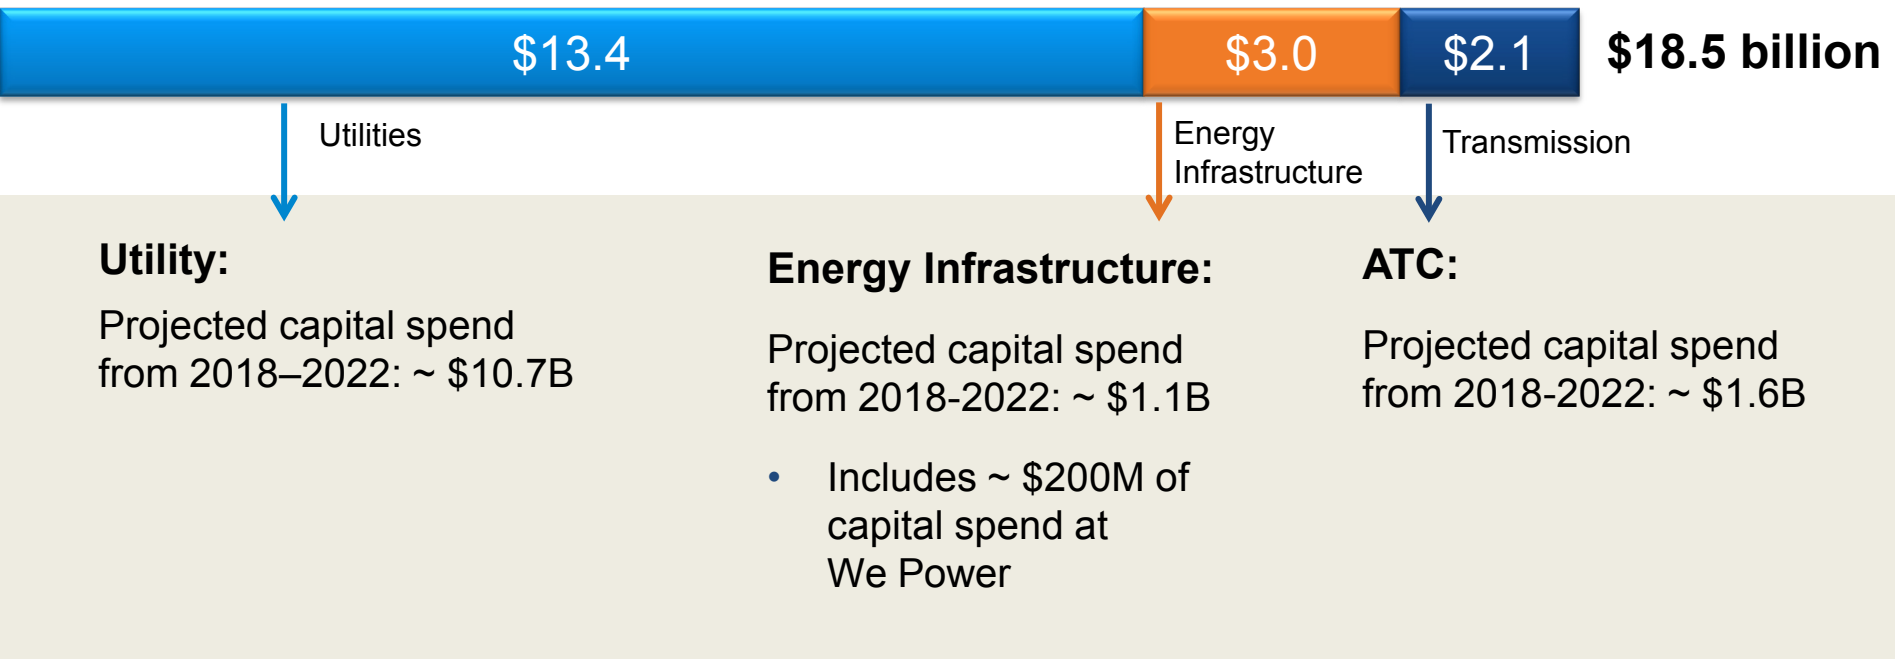 $13.4
$3.0
$2.1
$18.5 billion
Utilities
Energy
Infrastructure
Transmission
Utility:
Projected capital spend
from 2018–2022: ~ $10.7B
Energy Infrastructure:
Projected capital spend
from 2018-2022: ~ $1.1B
• Includes ~ $200M of
capital spend at
We Power
ATC:
Projected capital spend
from 2018-2022: ~ $1.6B